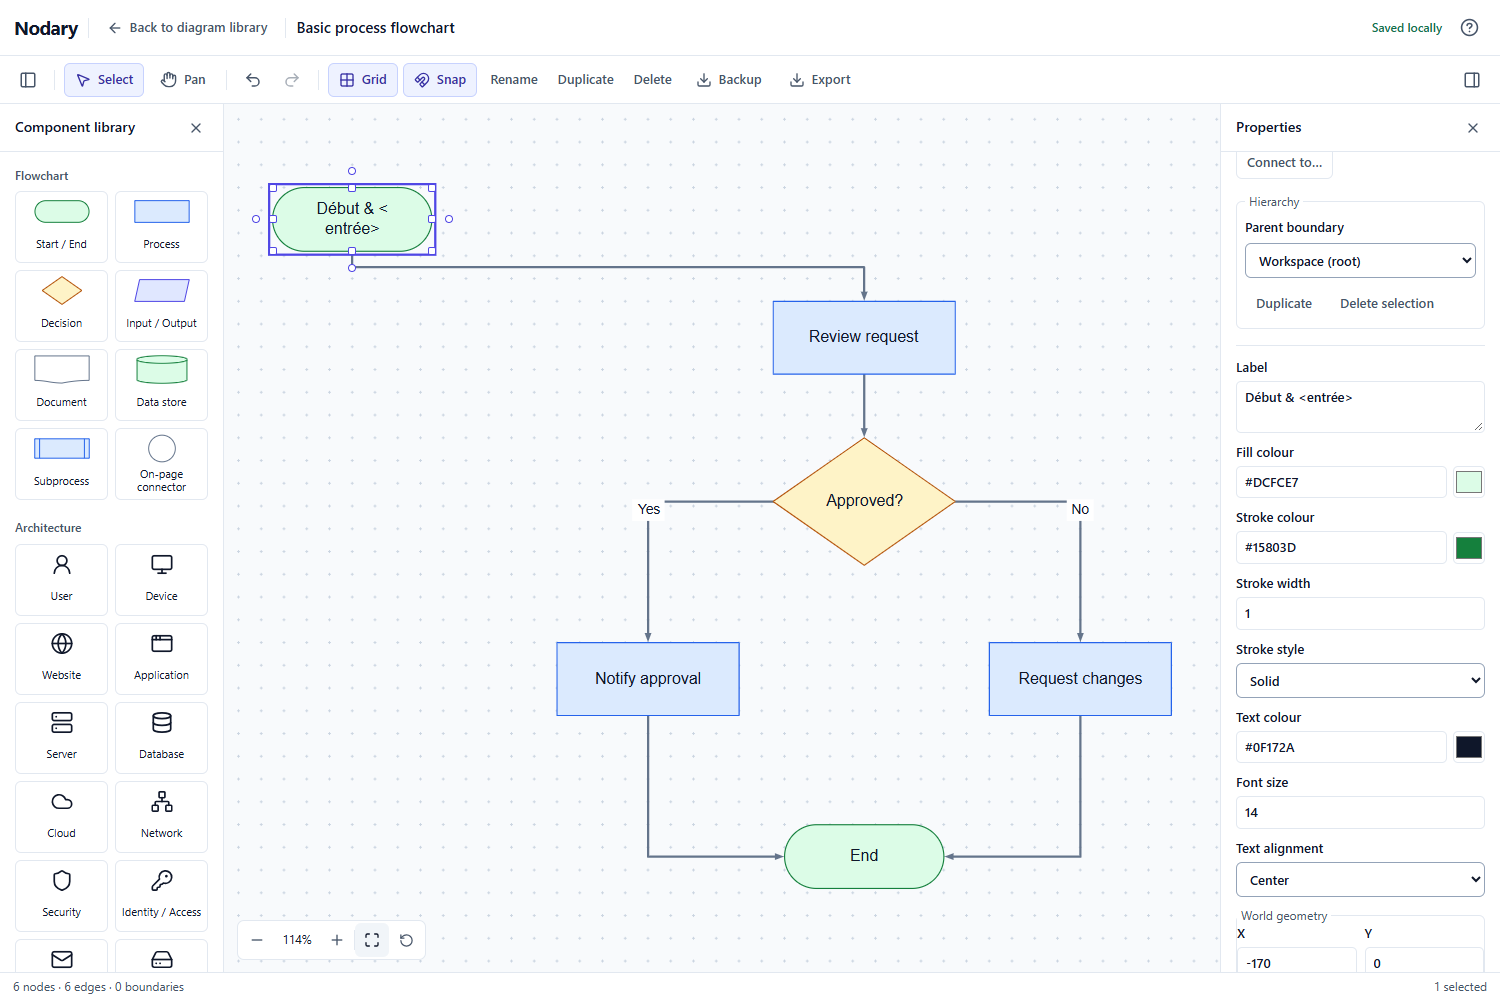 Nodary
Back to diagram library
Basic process flowchart
Saved locally
Select
Pan
Grid
Snap
Rename
Duplicate
Delete
Backup
Export
Component library
Flowchart
Start / End
Process
Decision
Input / Output
Document
Data store
Subprocess
On-page
connector
Architecture
User
Device
Website
Application
Server
Database
Cloud
Network
Security
Identity / Access
Début & <
entrée>
Review request
Approved?
Yes
No
Notify approval
Request changes
End
114%
Properties
Connect to...
Hierarchy
Parent boundary
Workspace (root)
Duplicate
Delete selection
Label
Début & <entrée>
Fill colour
#DCFCE7
Stroke colour
#15803D
Stroke width
1
Stroke style
Solid
Text colour
#0F172A
Font size
14
Text alignment
Center
World geometry
X
Y
-170
0
6 nodes · 6 edges · 0 boundaries
1 selected